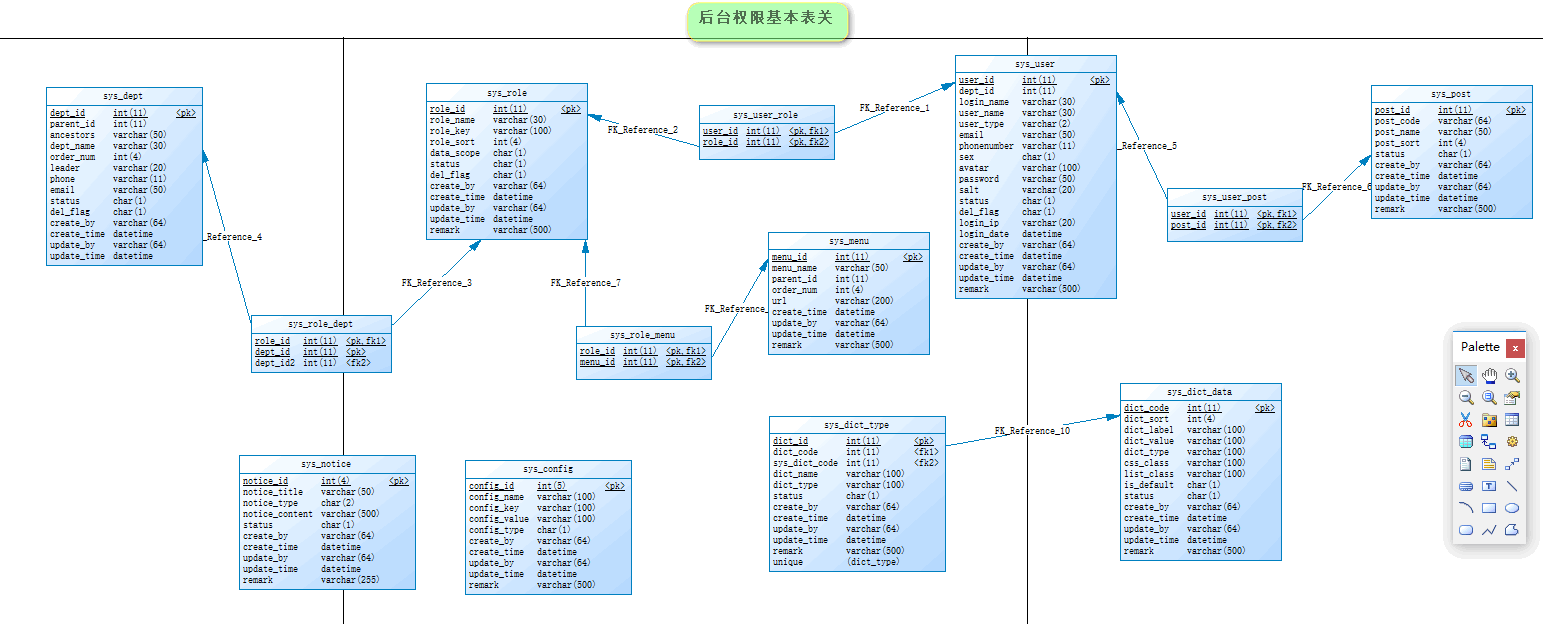 后台权限基本表关
sys_dept
dept_id int(11) <pk>
parent_id int(11)
ancestors varchar(50)
dept_name varchar(30)
order_num int(4)
leader varchar(20)
phone varchar(11)
email varchar(50)
status char(1)
del_flag char(1)
create_by varchar(64)
create_time datetime
update_by varchar(64)
update_time datetime
_Reference_4
sys_role
role_id int(11) <pk>
role_name varchar(30)
role_key varchar(100)
role_sort int(4)
data_scope char(1)
status char(1)
del_flag char(1)
create_by varchar(64)
create_time datetime
update_by varchar(64)
update_time datetime
remark varchar(500)
FK_Reference_2
sys_user_role
user_id int(11) <pk,fk1>
role_id int(11) <pk,fk2>
FK_Reference_1
sys_user
user_id int(11) <pk>
dept_id int(11)
login_name varchar(30)
user_name varchar(30)
user_type varchar(2)
email varchar(50)
phonenumber varchar(11)
sex char(1)
avatar varchar(100)
password varchar(50)
salt varchar(20)
status char(1)
del_flag char(1)
login_ip varchar(20)
login_date datetime
create_by varchar(64)
create_time datetime
update_by varchar(64)
update_time datetime
remark varchar(500)
_Reference_5
sys_post
post_id int(11) <pk>
post_code varchar(64)
post_name varchar(50)
post_sort int(4)
status char(1)
create_by varchar(64)
create_time datetime
update_by varchar(64)
update_time datetime
remark varchar(500)
FK_Reference_6
sys_user_post
user_id int(11) <pk,fk1>
post_id int(11) <pk,fk2>
FK_Reference_3
FK_Reference_7
sys_menu
menu_id int(11) <pk>
menu_name varchar(50)
parent_id int(11)
order_num int(4)
url varchar(200)
create_time datetime
update_by varchar(64)
update_time datetime
remark varchar(500)
FK_Reference_
sys_role_dept
role_id int(11) <pk,fk1>
dept_id int(11) <pk>
dept_id2 int(11) <fk2>
sys_role_menu
role_id int(11) <pk,fk1>
menu_id int(11) <pk,fk2>
Palette x
sys_dict_data
dict_code int(11) <pk>
dict_sort int(4)
dict_label varchar(100)
dict_value varchar(100)
dict_type varchar(100)
css_class varchar(100)
list_class varchar(100)
is_default char(1)
status char(1)
create_by varchar(64)
create_time datetime
update_by varchar(64)
update_time datetime
remark varchar(500)
FK_Reference_10
sys_dict_type
dict_id int(11) <pk>
dict_code int(11) <fk1>
sys_dict_code int(11) <fk2>
dict_name varchar(100)
dict_type varchar(100)
status char(1)
create_by varchar(64)
create_time datetime
update_by varchar(64)
update_time datetime
remark varchar(500)
unique (dict_type)
sys_notice
notice_id int(4) <pk>
notice_title varchar(50)
notice_type char(2)
notice_content varchar(500)
status char(1)
create_by varchar(64)
create_time datetime
update_by varchar(64)
update_time datetime
remark varchar(255)
sys_config
config_id int(5) <pk>
config_name varchar(100)
config_key varchar(100)
config_value varchar(100)
config_type char(1)
create_by varchar(64)
create_time datetime
update_by varchar(64)
update_time datetime
remark varchar(500)